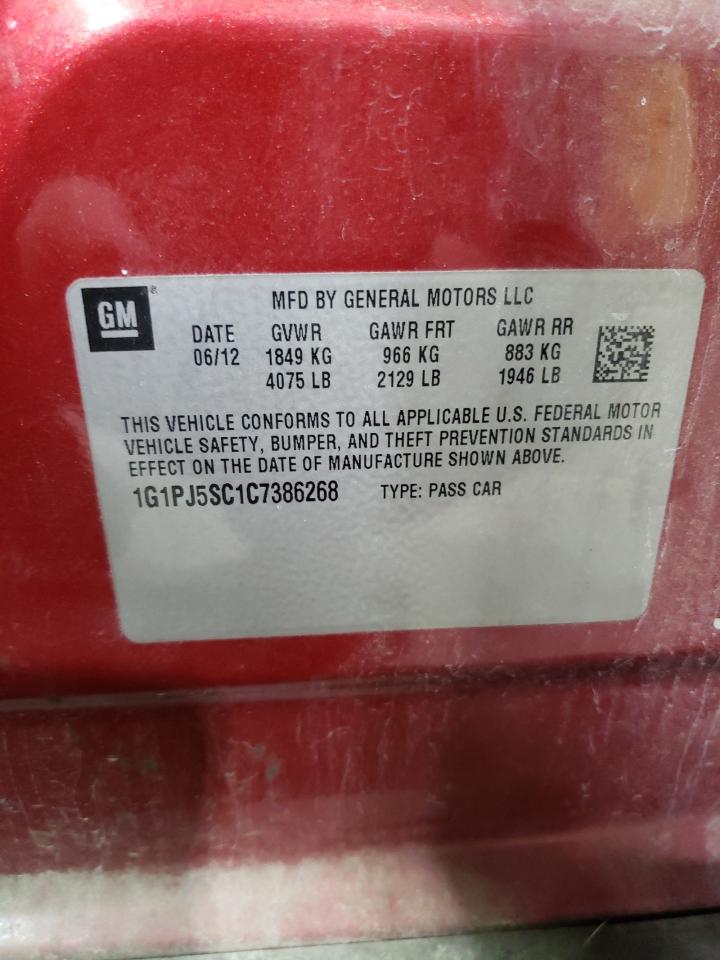 GM®
MFD BY GENERAL MOTORS LLC
DATE GVWR GAWR FRT GAWR RR
06/12 1849 KG 966 KG 883 KG
4075 LB 2129 LB 1946 LB
THIS VEHICLE CONFORMS TO ALL APPLICABLE U.S. FEDERAL MOTOR
VEHICLE SAFETY, BUMPER, AND THEFT PREVENTION STANDARDS IN
EFFECT ON THE DATE OF MANUFACTURE SHOWN ABOVE.
1G1PJ5SC1C7386268 TYPE: PASS CAR